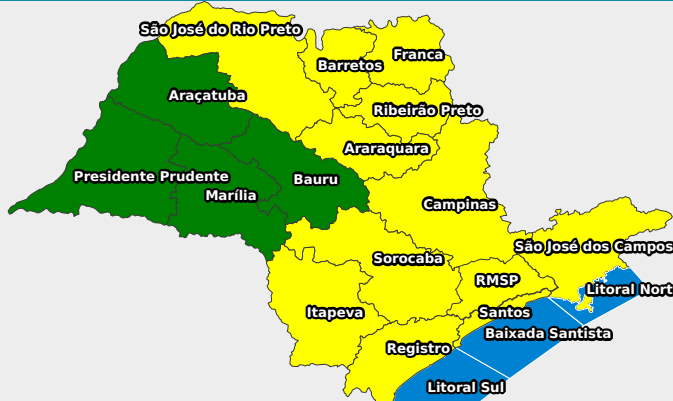 São José do Rio Preto
Franca
Barretos
Araçatuba
Ribeirão Preto
Araraquara
Presidente Prudente
Bauru
Marília
Campinas
São José dos Campos
Sorocaba
RMSP
Litoral Nort
Itapeva
Santos
Baixada Santista
Registro
Litoral Sul